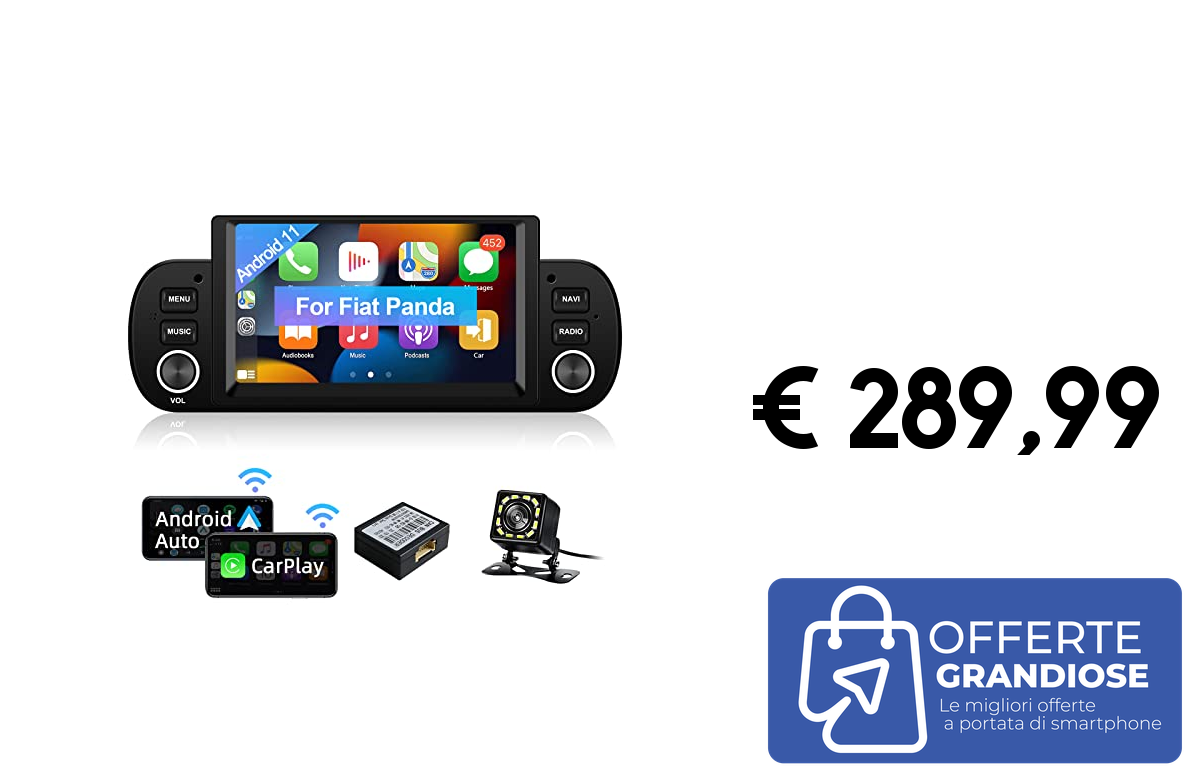 Android 11
452
Messages
280
MENU
MUSIC
VOL
NAVI
RADIO
For Fiat Panda
Audiobooks
Music
Podcasts
Car
€ 289,99
Android
Auto
CarPlay
OFFERTE
GRANDIOSE
Le migliori offerte
a portata di smartphone